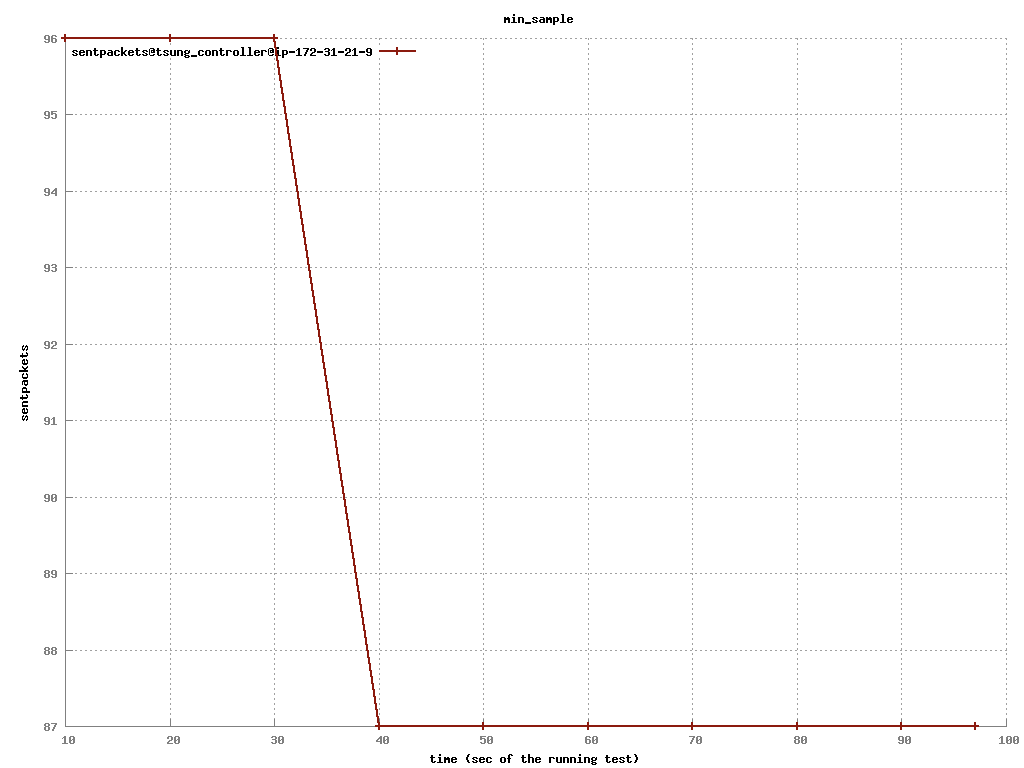 min_sample
96
sentpackets@tsung_controller@ip-172-31-21-9
95
94
93
92
sentpackets
91
90
89
88
87
10 20 30 40 50 60 70 80 90 100
time (sec of the running test)